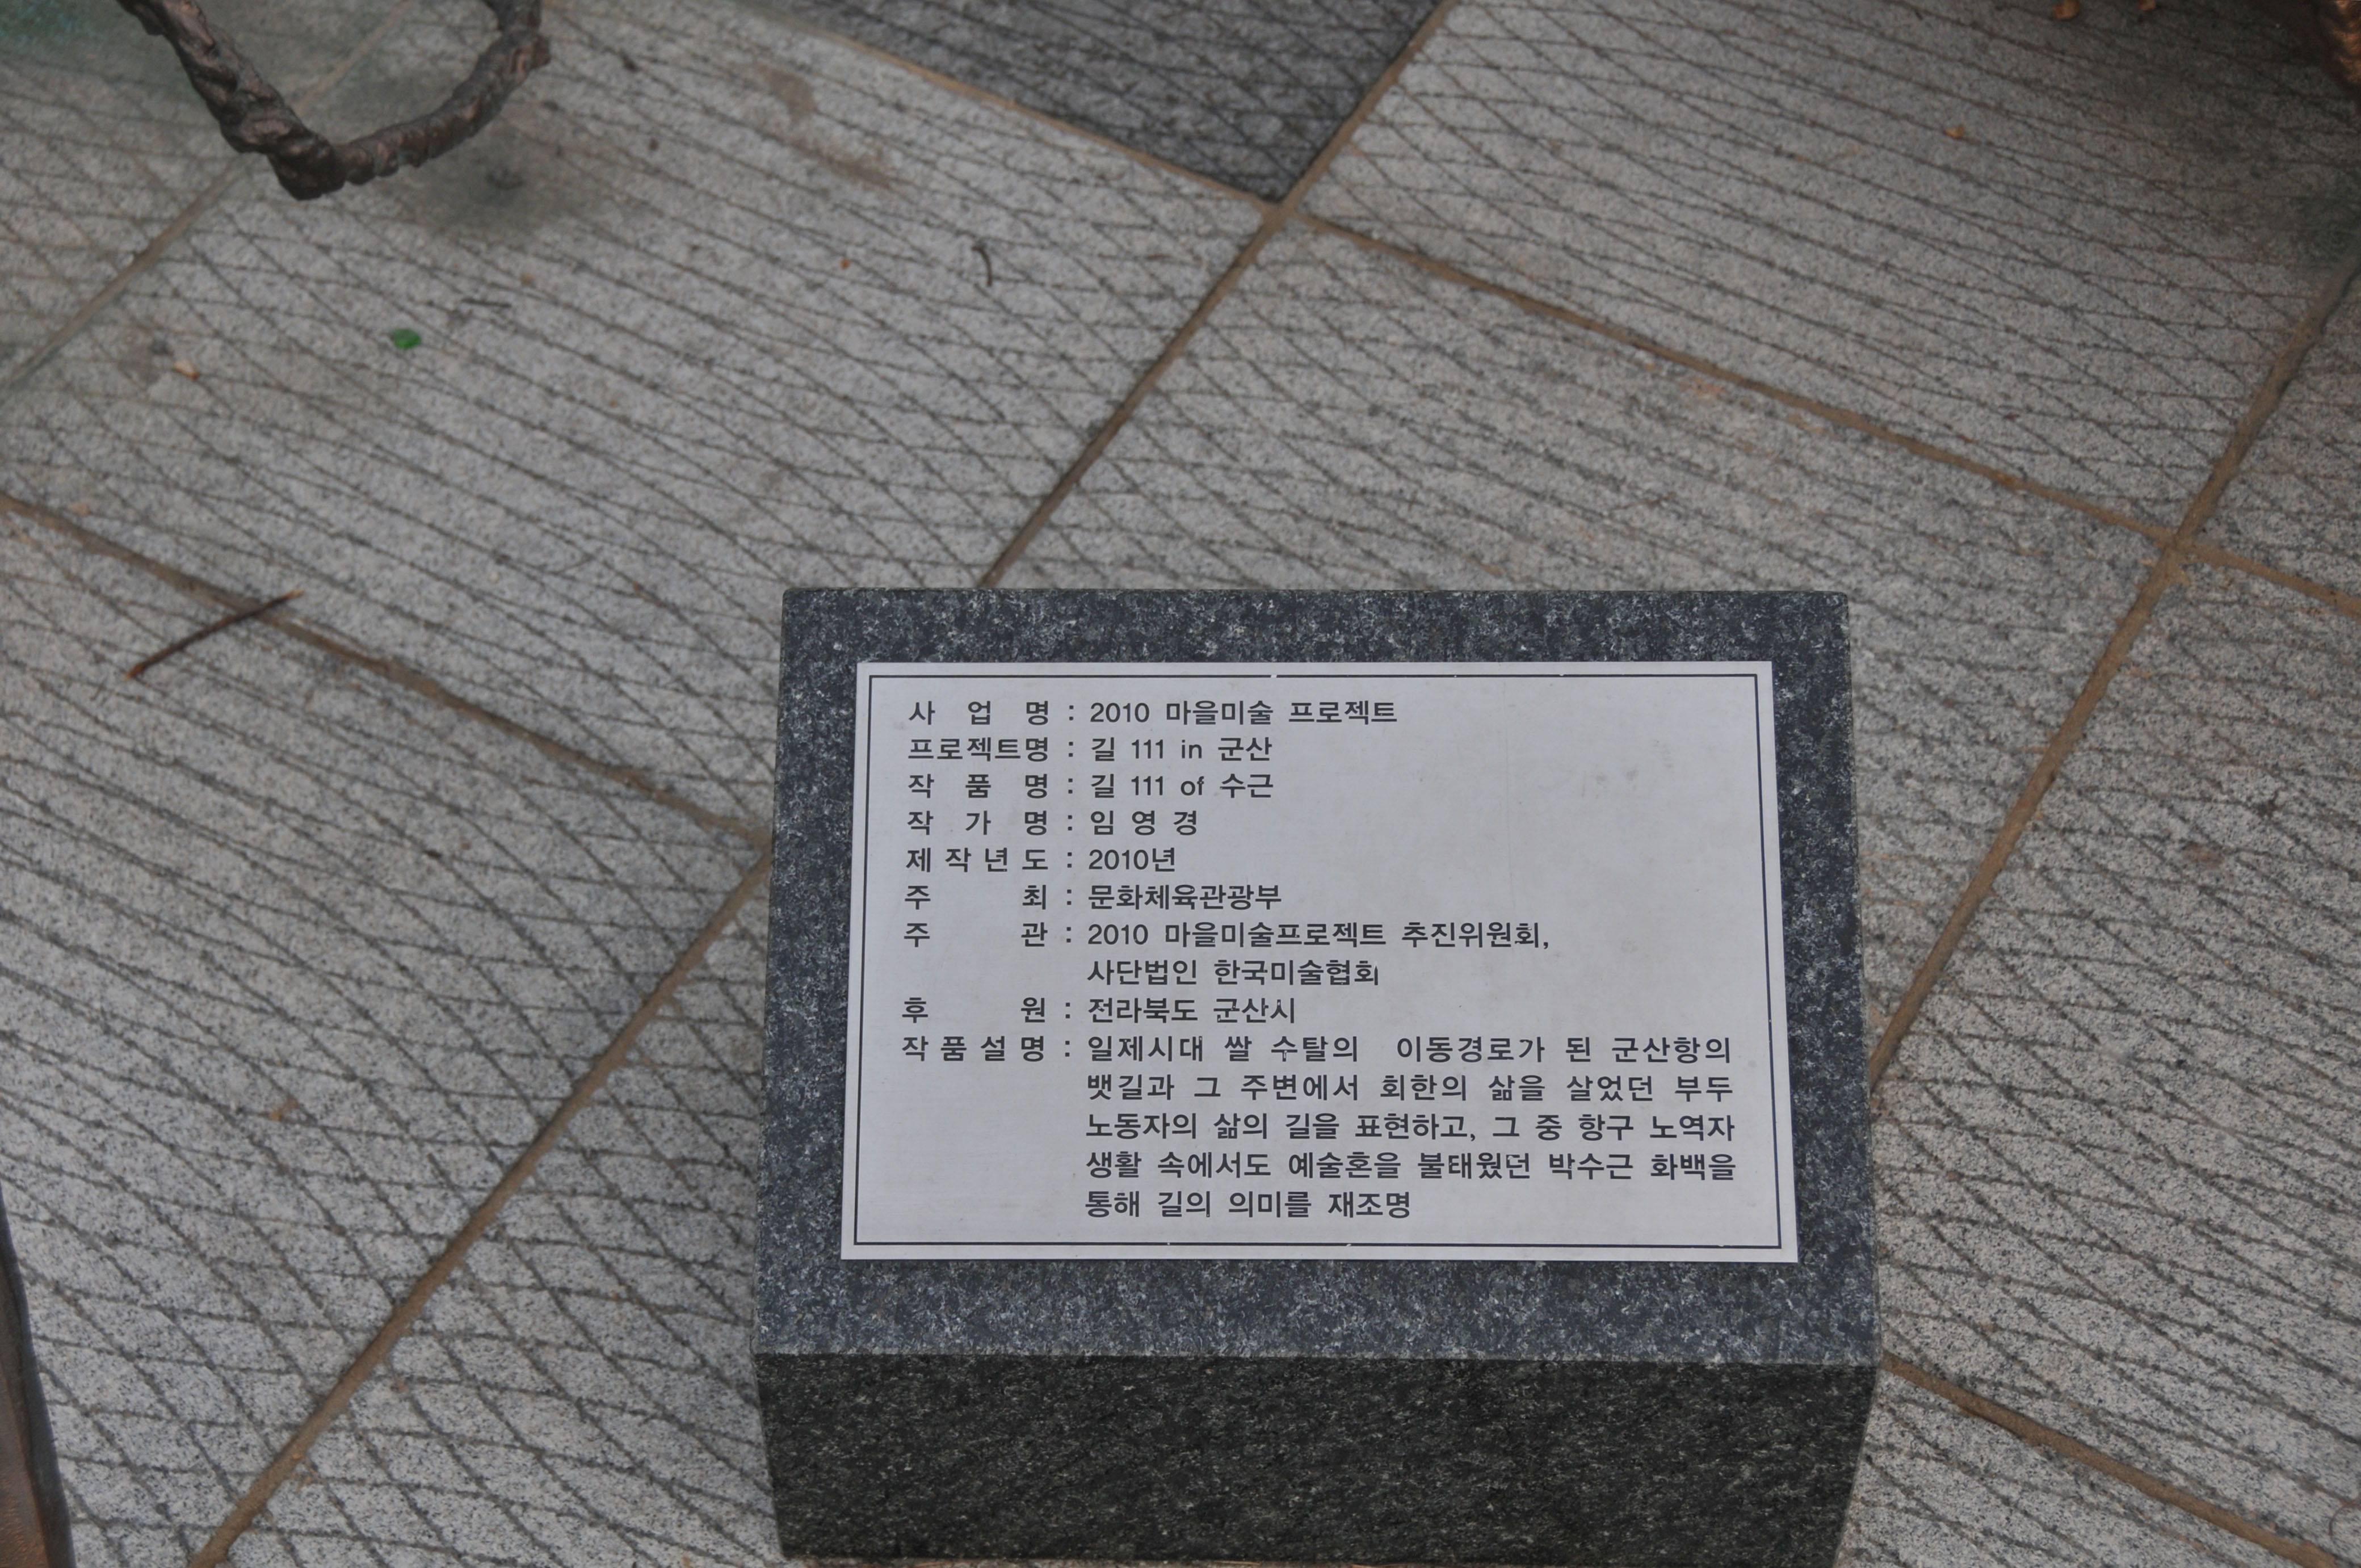 사 업 명 : 2010 마을미술 프로젝트
프로젝트명 : 길 111 in 군산
작 품 명 : 길 111 of 수근
작 가 명 : 임 영 경
제 작 년 도 : 2010년
주 최 : 문화체육관광부
주 관 : 2010 마을미술프로젝트 추진위원회,
사단법인 한국미술협회
후 원 : 전라북도 군산시
작 품 설 명 : 일제시대 쌀 수탈의 이동경로가 된 군산항의
뱃길과 그 주변에서 회한의 삶을 살었던 부두
노동자의 삶의 길을 표현하고, 그 중 항구 노역자
생활 속에서도 예술혼을 불태웠던 박수근 화백을
통해 길의 의미를 재조명